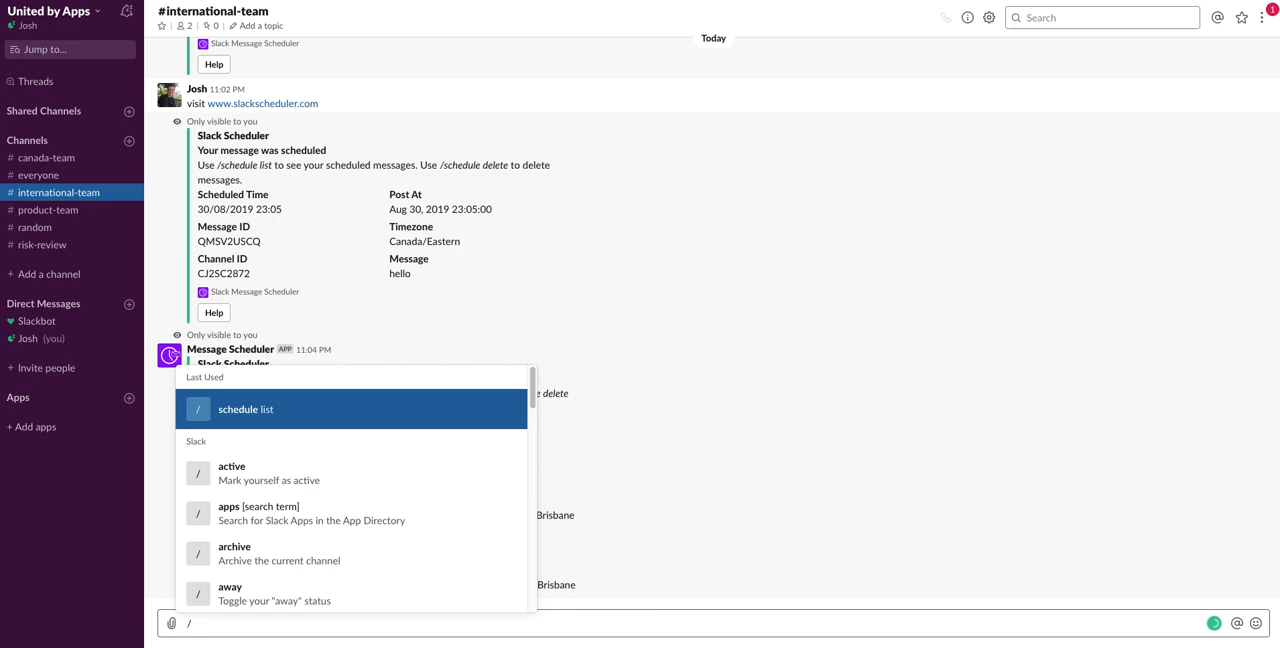 United by Apps
Josh
Jump to...
Threads
Shared Channels
Channels
# canada-team
# everyone
# international-team
# product-team
# random
# risk-review
+ Add a channel
Direct Messages
Slackbot
Josh (you)
+ Invite people
Apps
+ Add apps
#international-team
2
0
Add a topic
Search
1
Today
Slack Message Scheduler
Help
Josh 11:02 PM
visit www.slackscheduler.com
Only visible to you
Slack Scheduler
Your message was scheduled
Use /schedule list to see your scheduled messages. Use /schedule delete to delete
messages.
Scheduled Time Post At
30/08/2019 23:05 Aug 30, 2019 23:05:00
Message ID Timezone
QMSV2USCQ Canada/Eastern
Channel ID Message
CJ2SC2872 hello
Slack Message Scheduler
Help
Only visible to you
Message Scheduler APP 11:04 PM
Slack Scheduler
Last Used
e delete
/ schedule list
Slack
/ active
Mark yourself as active
/ apps [search term]
Search for Slack Apps in the App Directory
Brisbane
/ archive
Archive the current channel
/ away
Toggle your "away" status
Brisbane
/